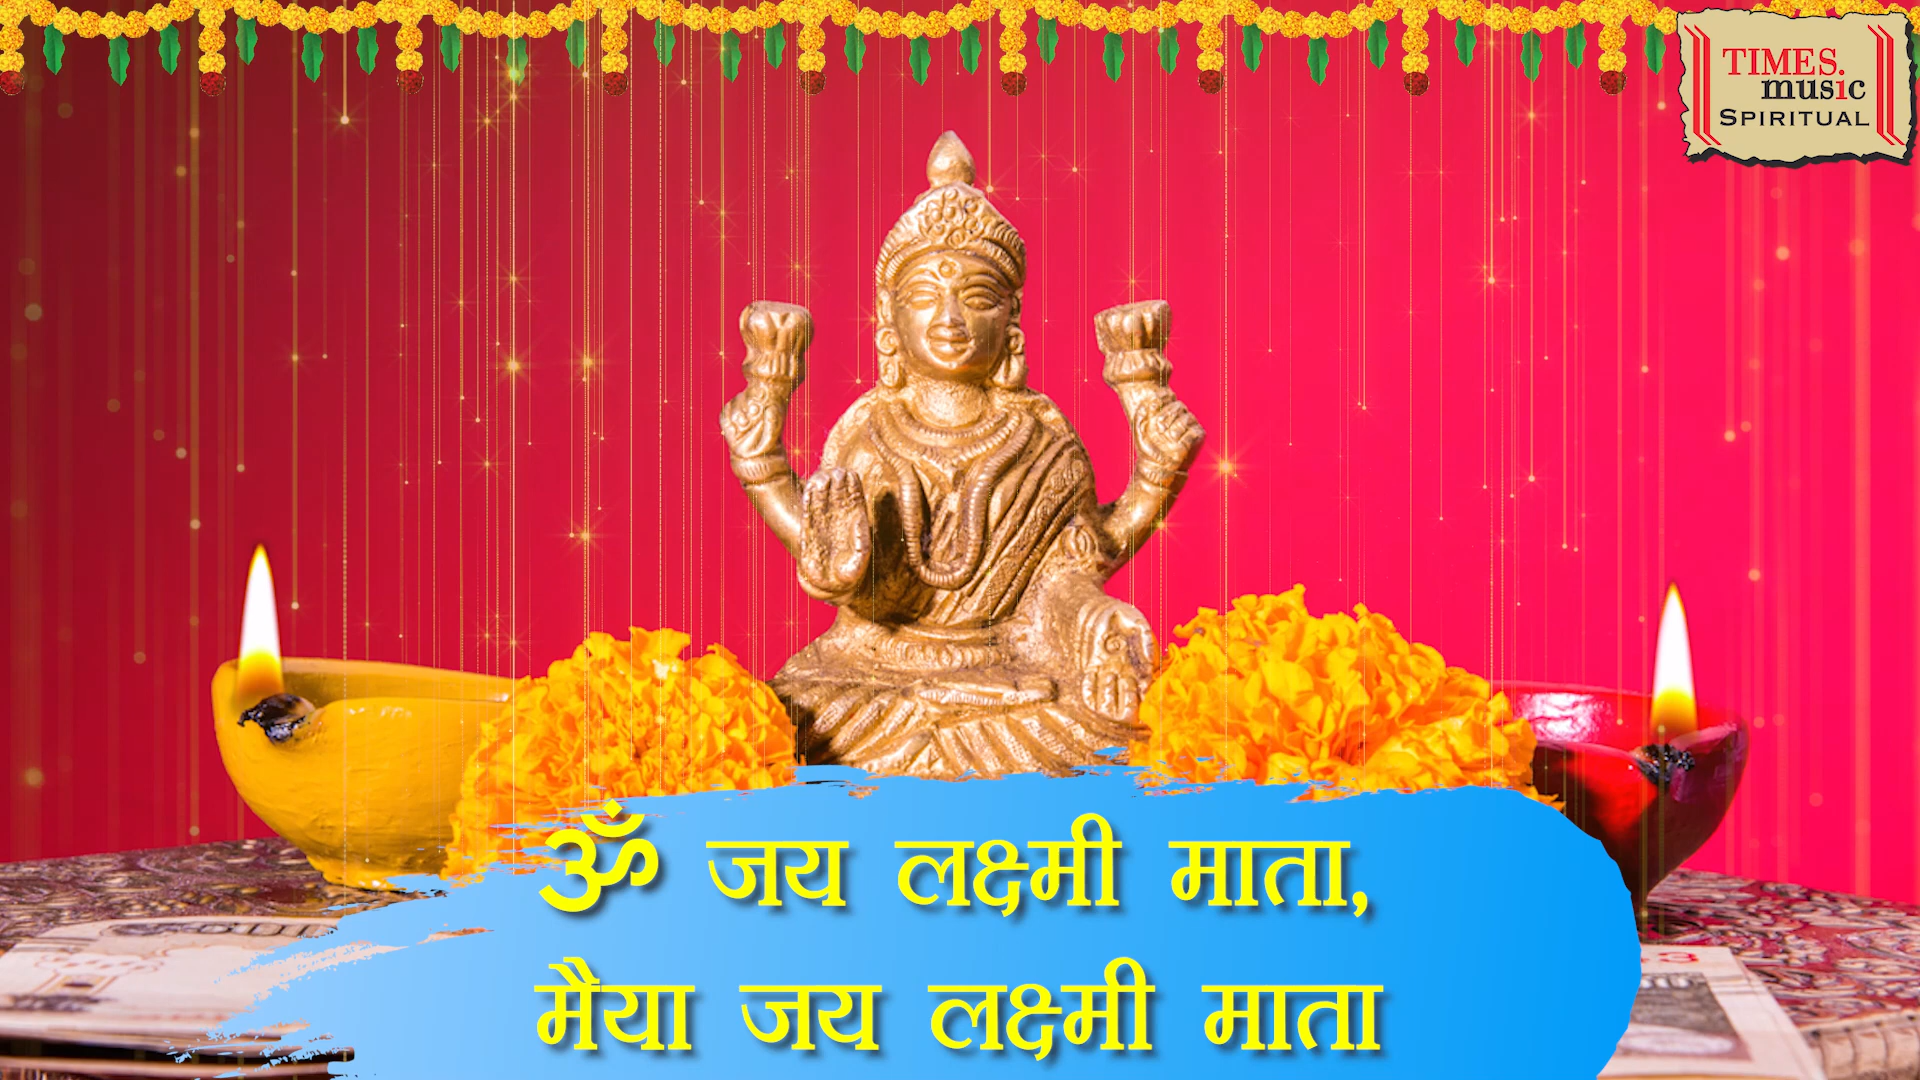 TIMES.
music
SPIRITUAL
ॐ जय लक्ष्मी माता,
मैया जय लक्ष्मी माता